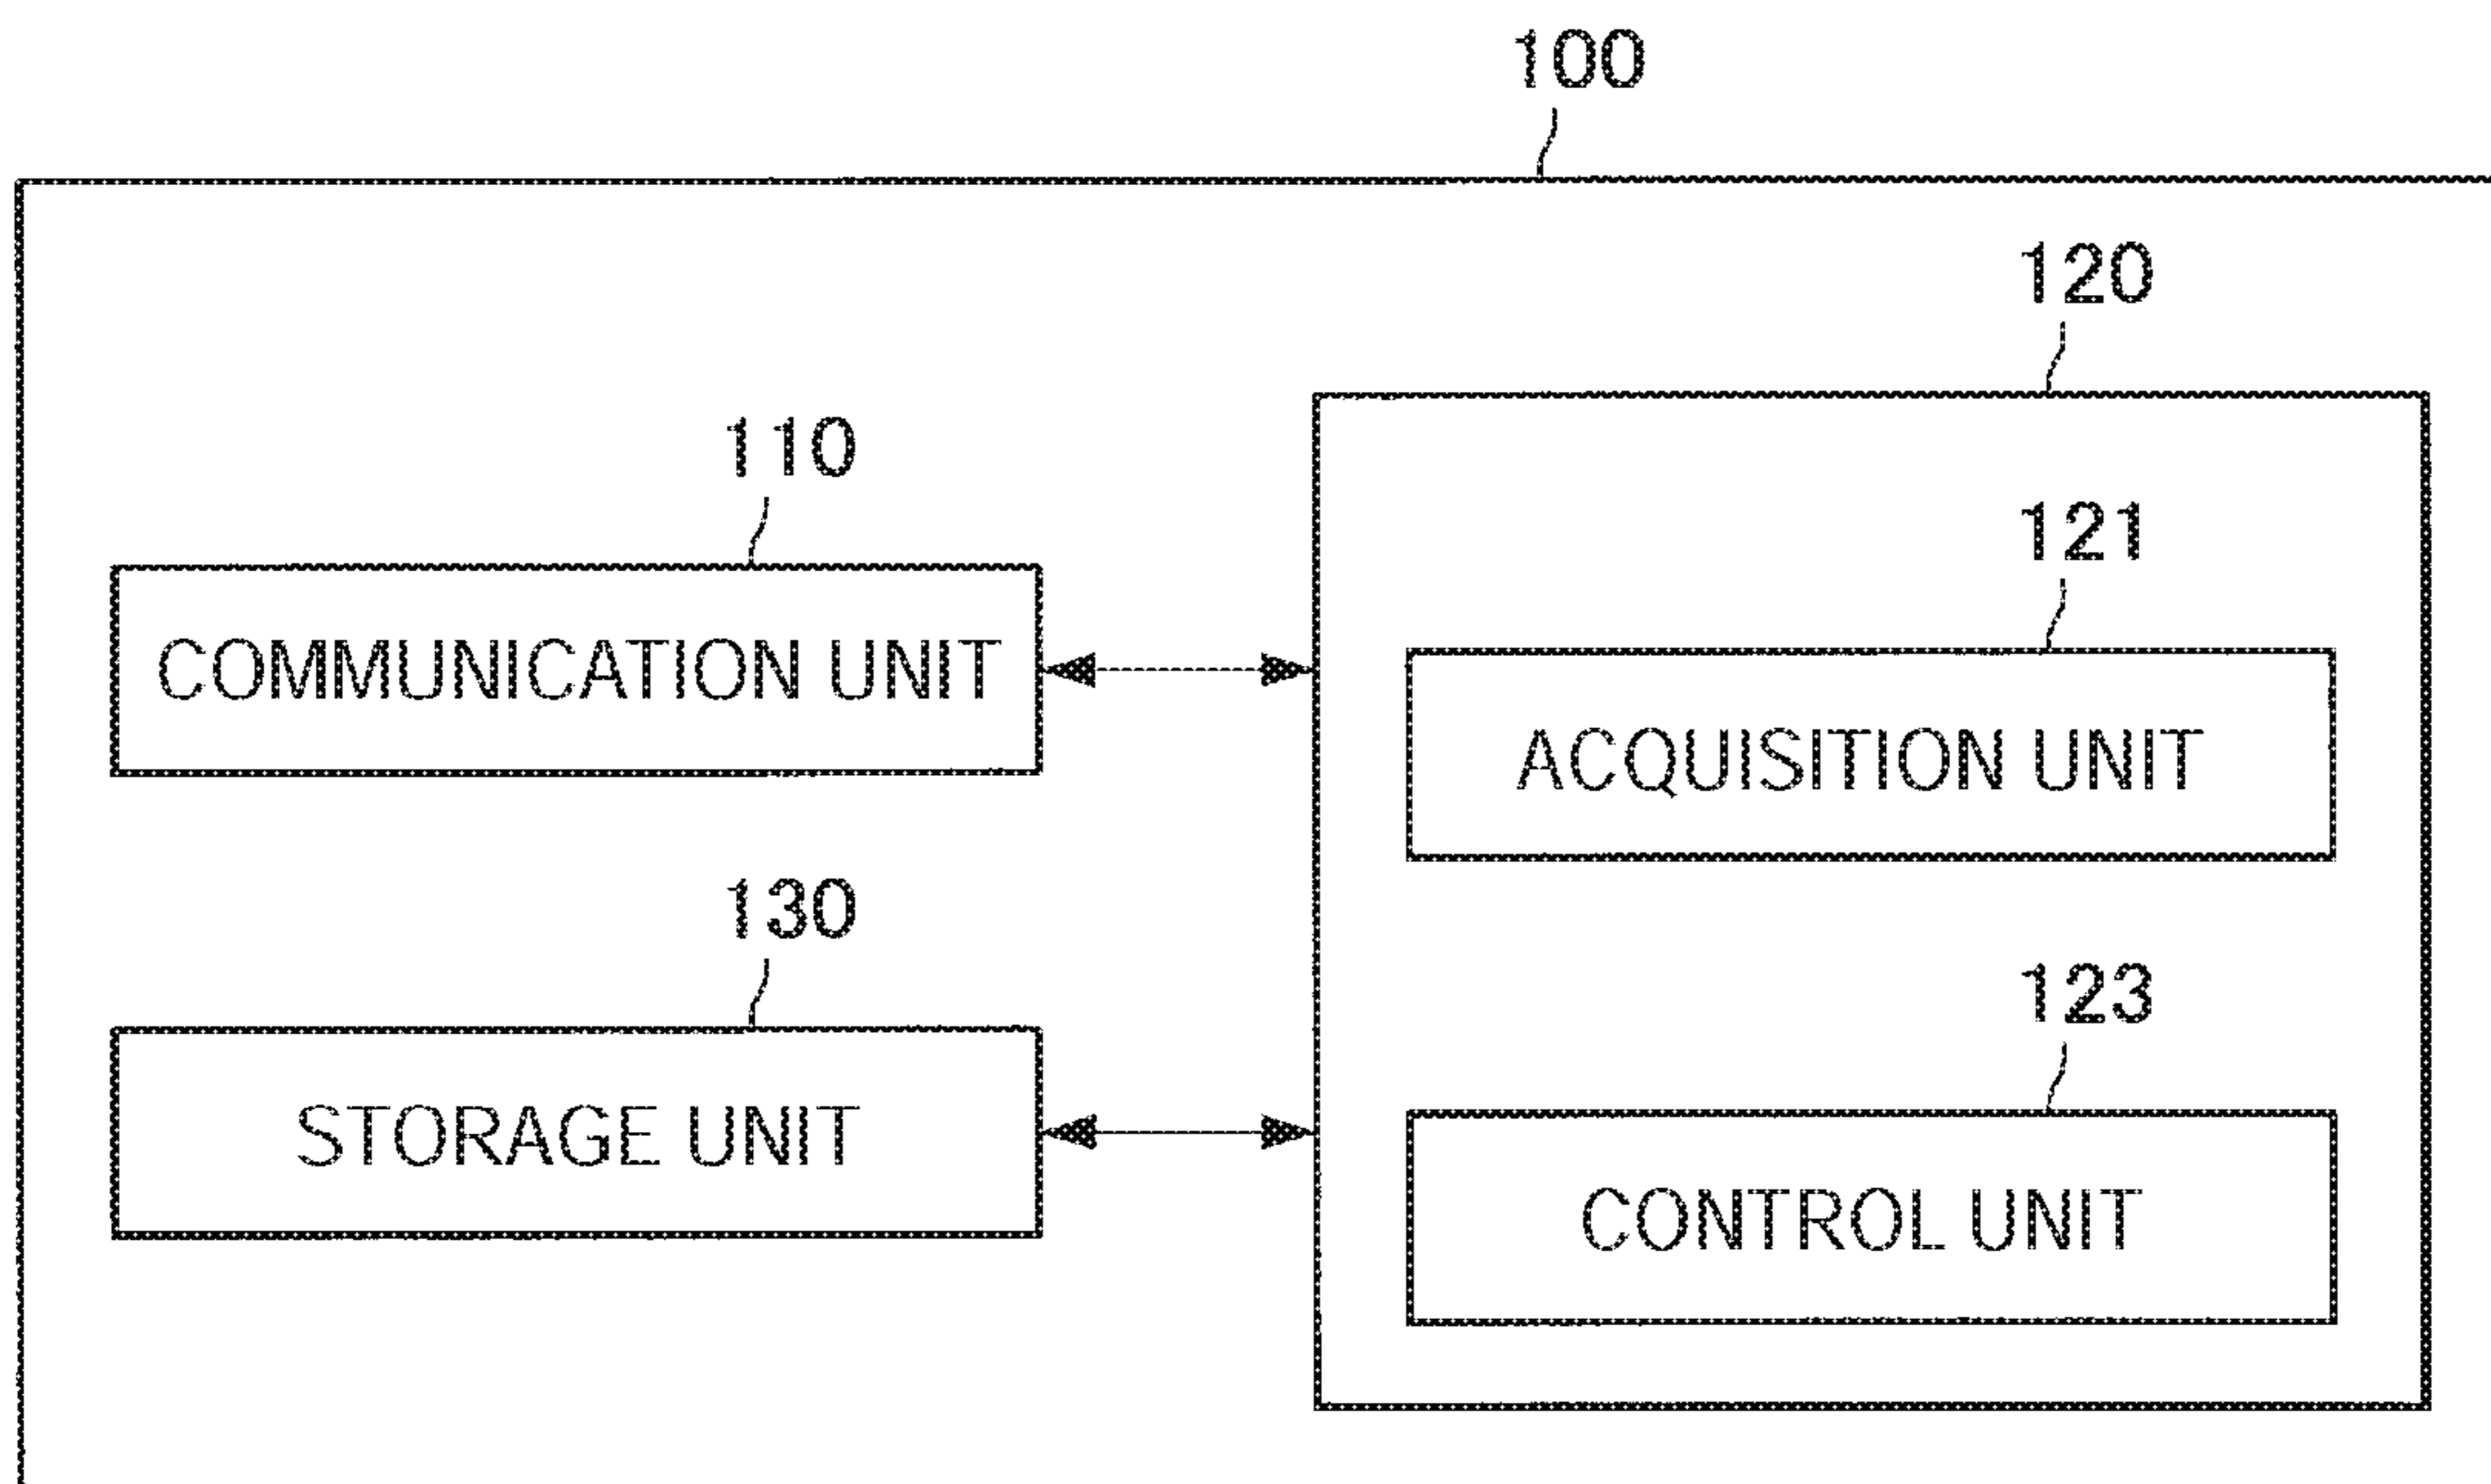 100
120
110
121
COMMUNICATION UNIT
ACQUISITION UNIT
130
123
STORAGE UNIT
CONTROL UNIT